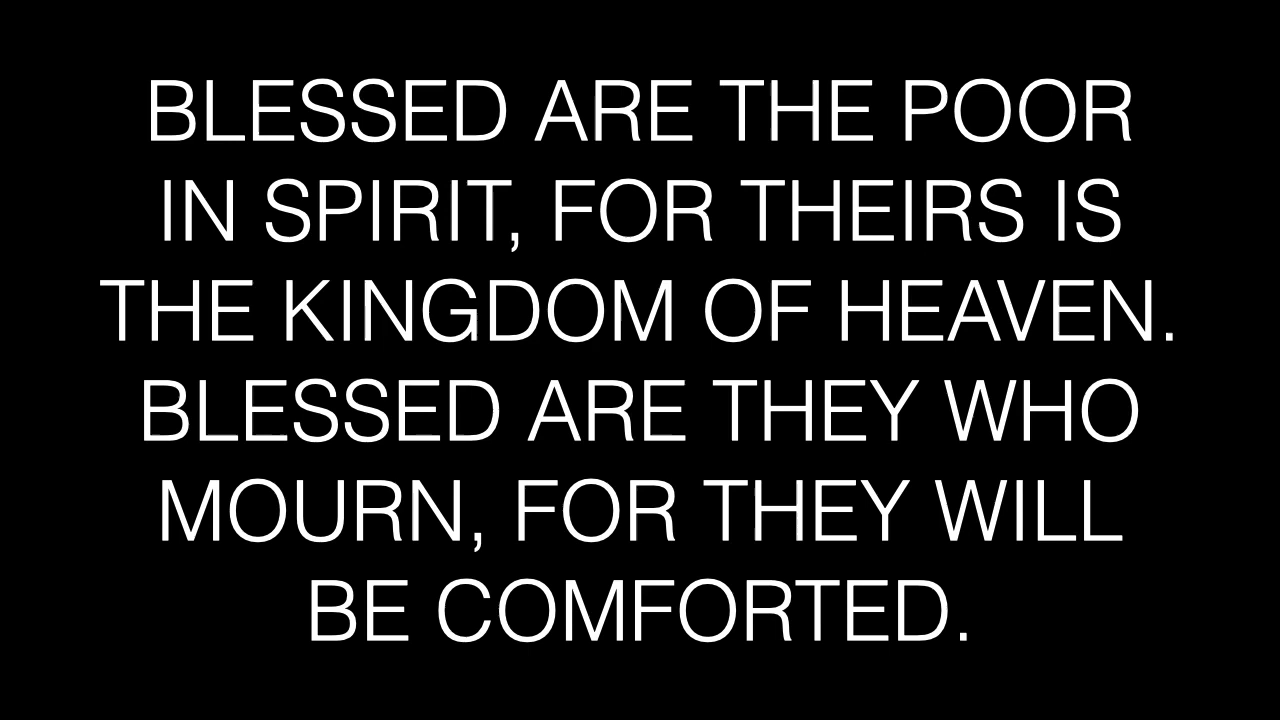 BLESSED ARE THE POOR
IN SPIRIT, FOR THEIRS IS
THE KINGDOM OF HEAVEN.
BLESSED ARE THEY WHO
MOURN, FOR THEY WILL
BE COMFORTED.